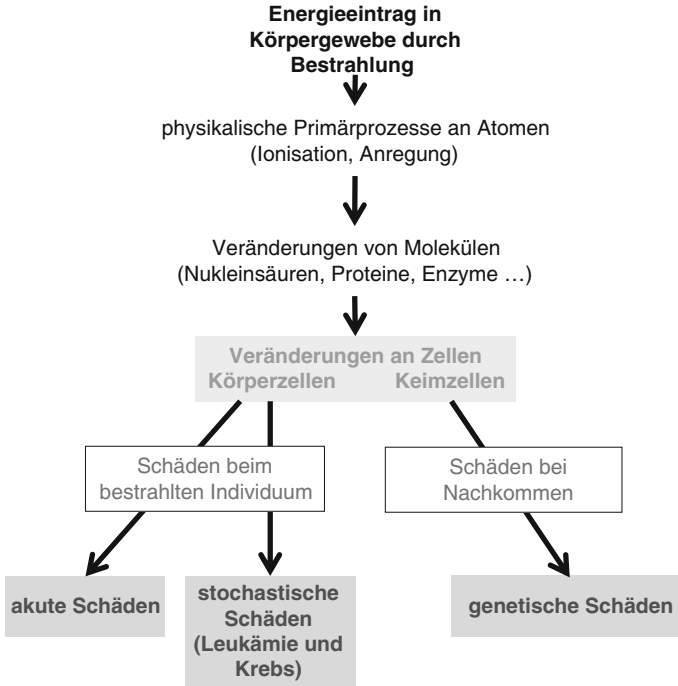 Energieeintrag in
Körpergewebe durch
Bestrahlung
physikalische Primärprozesse an Atomen
(Ionisation, Anregung)
Veränderungen von Molekülen
(Nukleinsäuren, Proteine, Enzyme …)
Veränderungen an Zellen
Körperzellen Keimzellen
Schäden beim
bestrahlten Individuum
Schäden bei
Nachkommen
akute Schäden
stochastische
Schäden
(Leukämie und
Krebs)
genetische Schäden